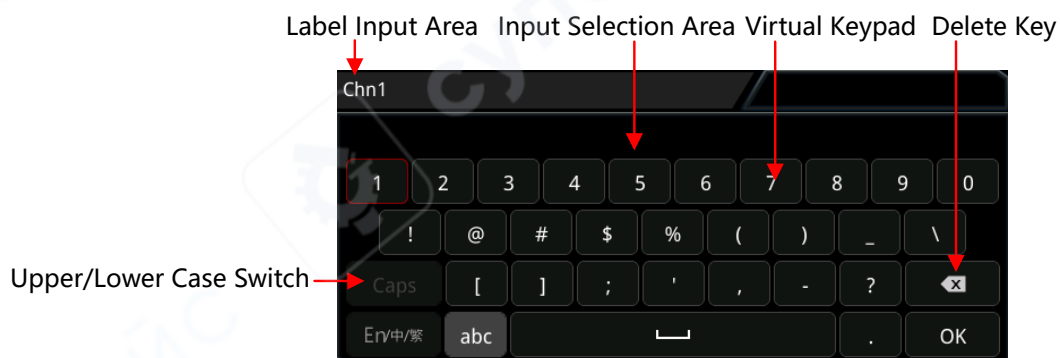 Label Input Area Input Selection Area Virtual Keypad Delete Key
Chn1
1 2 3 4 5 6 7 8 9 0
! @ # $ % ( ) _ \
Upper/Lower Case Switch Caps [ ] ; ' , - ?
En/中/繁 abc . OK